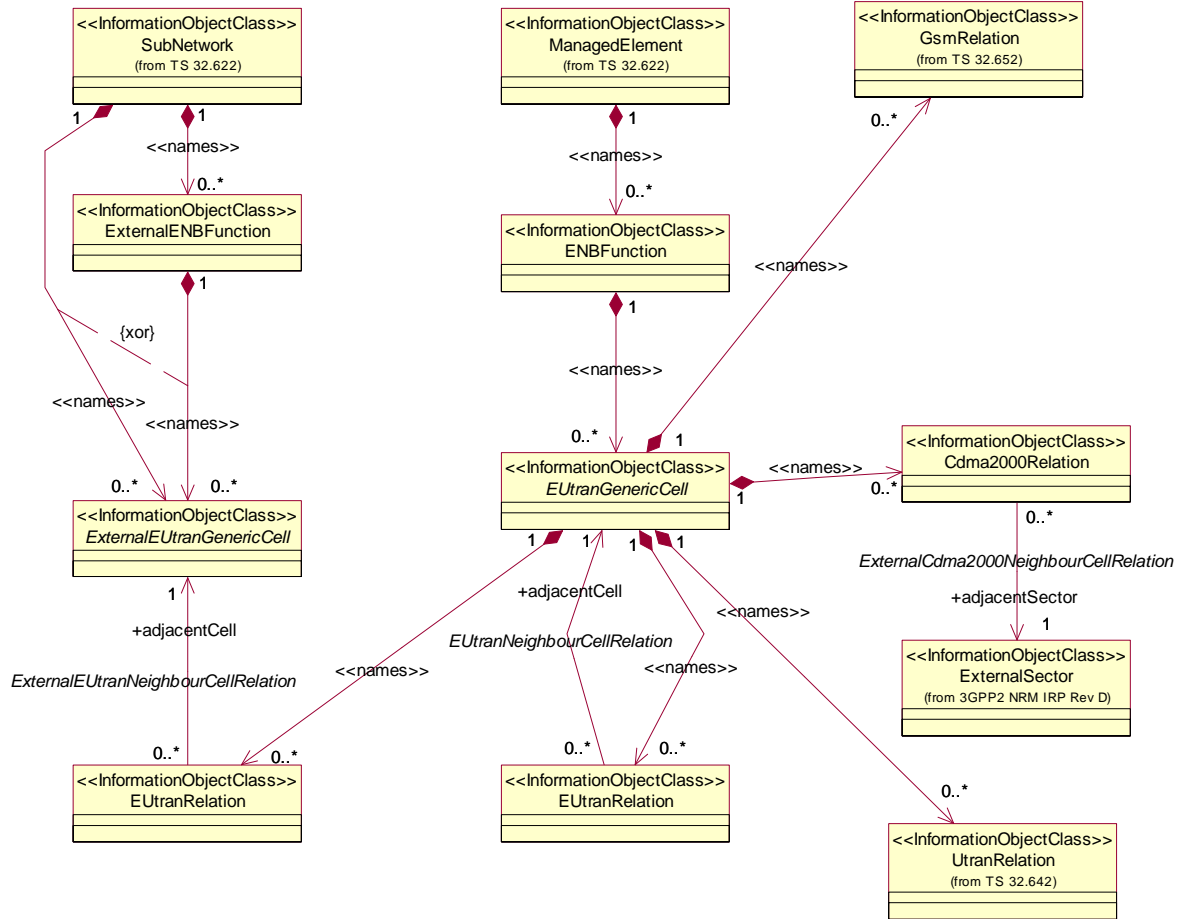 <<InformationObjectClass>>
SubNetwork
(from TS 32.622)
<<InformationObjectClass>>
ManagedElement
(from TS 32.622)
<<InformationObjectClass>>
GsmRelation
(from TS 32.652)
1
1
<<names>>
0..*
1
<<names>>
0..*
0..*
<<InformationObjectClass>>
ExternalENBFunction
1
<<InformationObjectClass>>
ENBFunction
1
<<names>>
{xor}
<<names>>
<<names>>
<<names>>
0..*
0..*
0..*
1
<<InformationObjectClass>>
ExternalEUtranGenericCell
<<InformationObjectClass>>
EUtranGenericCell
1
<<names>>
0..*
<<InformationObjectClass>>
Cdma2000Relation
0..*
ExternalCdma2000NeighbourCellRelation
+adjacentSector
1
<<InformationObjectClass>>
ExternalSector
(from 3GPP2 NRM IRP Rev D)
1
1
1
1
1
+adjacentCell
+adjacentCell
<<names>>
EUtranNeighbourCellRelation
<<names>>
<<names>>
ExternalEUtranNeighbourCellRelation
0..*
0..*
0..*
0..*
0..*
<<InformationObjectClass>>
EUtranRelation
<<InformationObjectClass>>
EUtranRelation
<<InformationObjectClass>>
UtranRelation
(from TS 32.642)